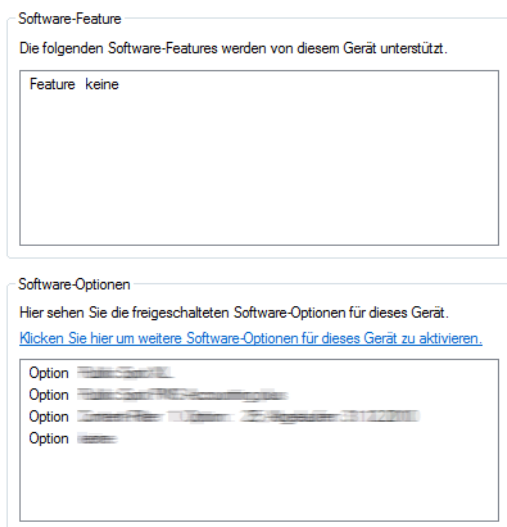 Software-Feature
Die folgenden Software-Features werden von diesem Gerät unterstützt.
Feature keine
Software-Optionen
Hier sehen Sie die freigeschalteten Software-Optionen für dieses Gerät.
Klicken Sie hier um weitere Software-Optionen für dieses Gerät zu aktivieren.
Option
Option
Option
Option